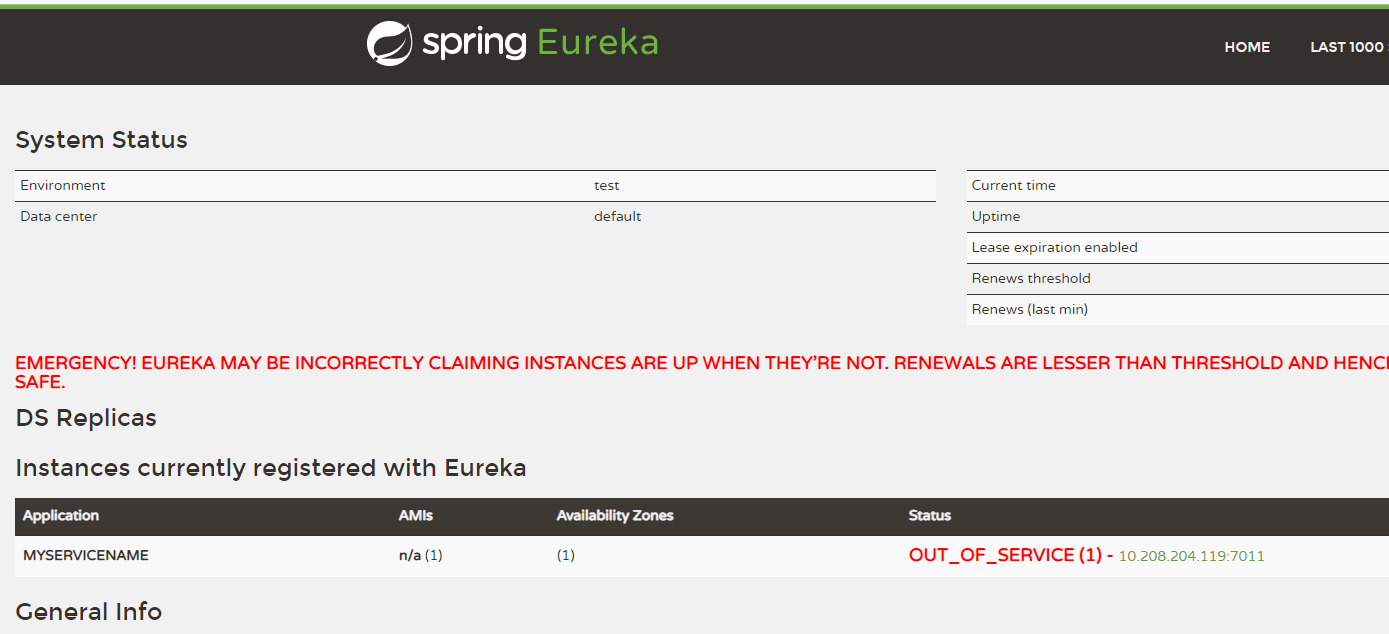 spring Eureka
HOME LAST 1000
System Status
Environment test
Data center default
Current time
Uptime
Lease expiration enabled
Renews threshold
Renews (last min)
EMERGENCY! EUREKA MAY BE INCORRECTLY CLAIMING INSTANCES ARE UP WHEN THEY'RE NOT. RENEWALS ARE LESSER THAN THRESHOLD AND HENCE
SAFE.
DS Replicas
Instances currently registered with Eureka
Application AMIs Availability Zones Status
MYSERVICENAME n/a (1) (1) OUT_OF_SERVICE (1) - 10.208.204.119:7011
General Info